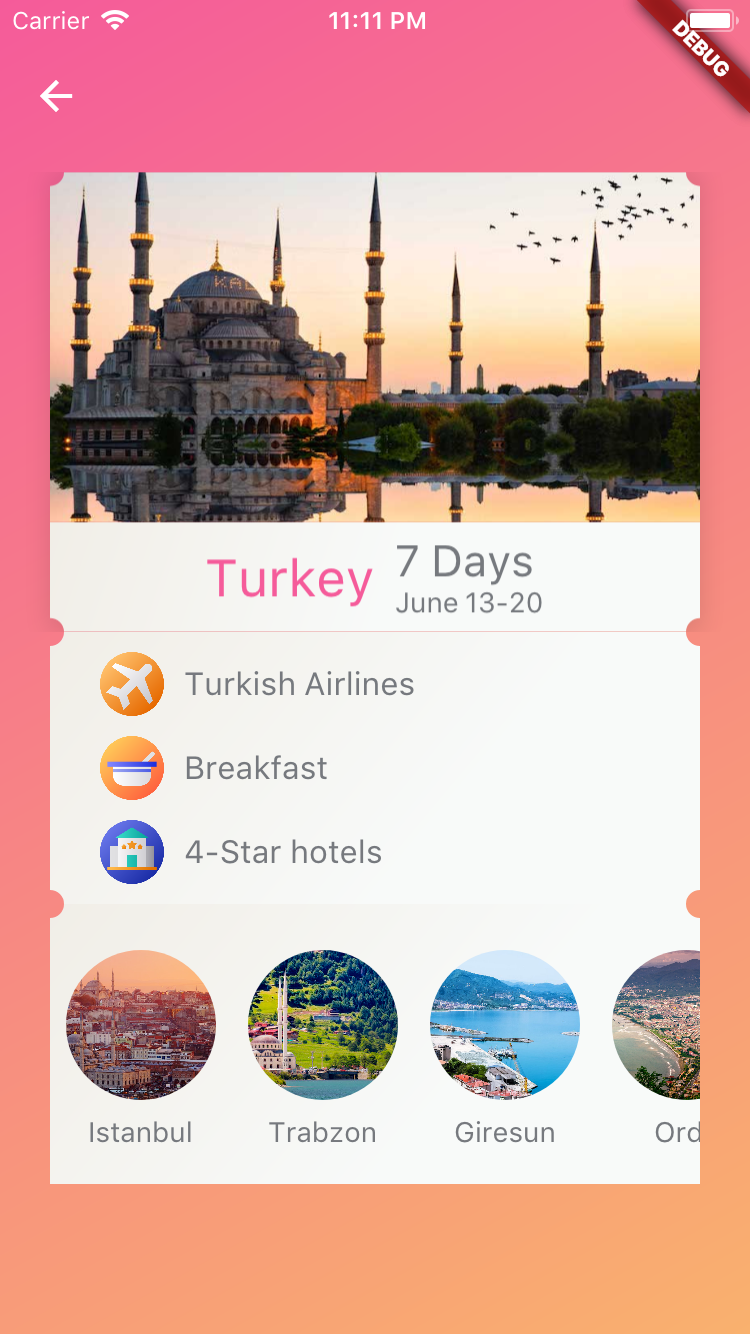 Carrier 11:11 PM
DEBUG
Turkey
7 Days
June 13-20
Turkish Airlines
Breakfast
4-Star hotels
Istanbul Trabzon Giresun Ord